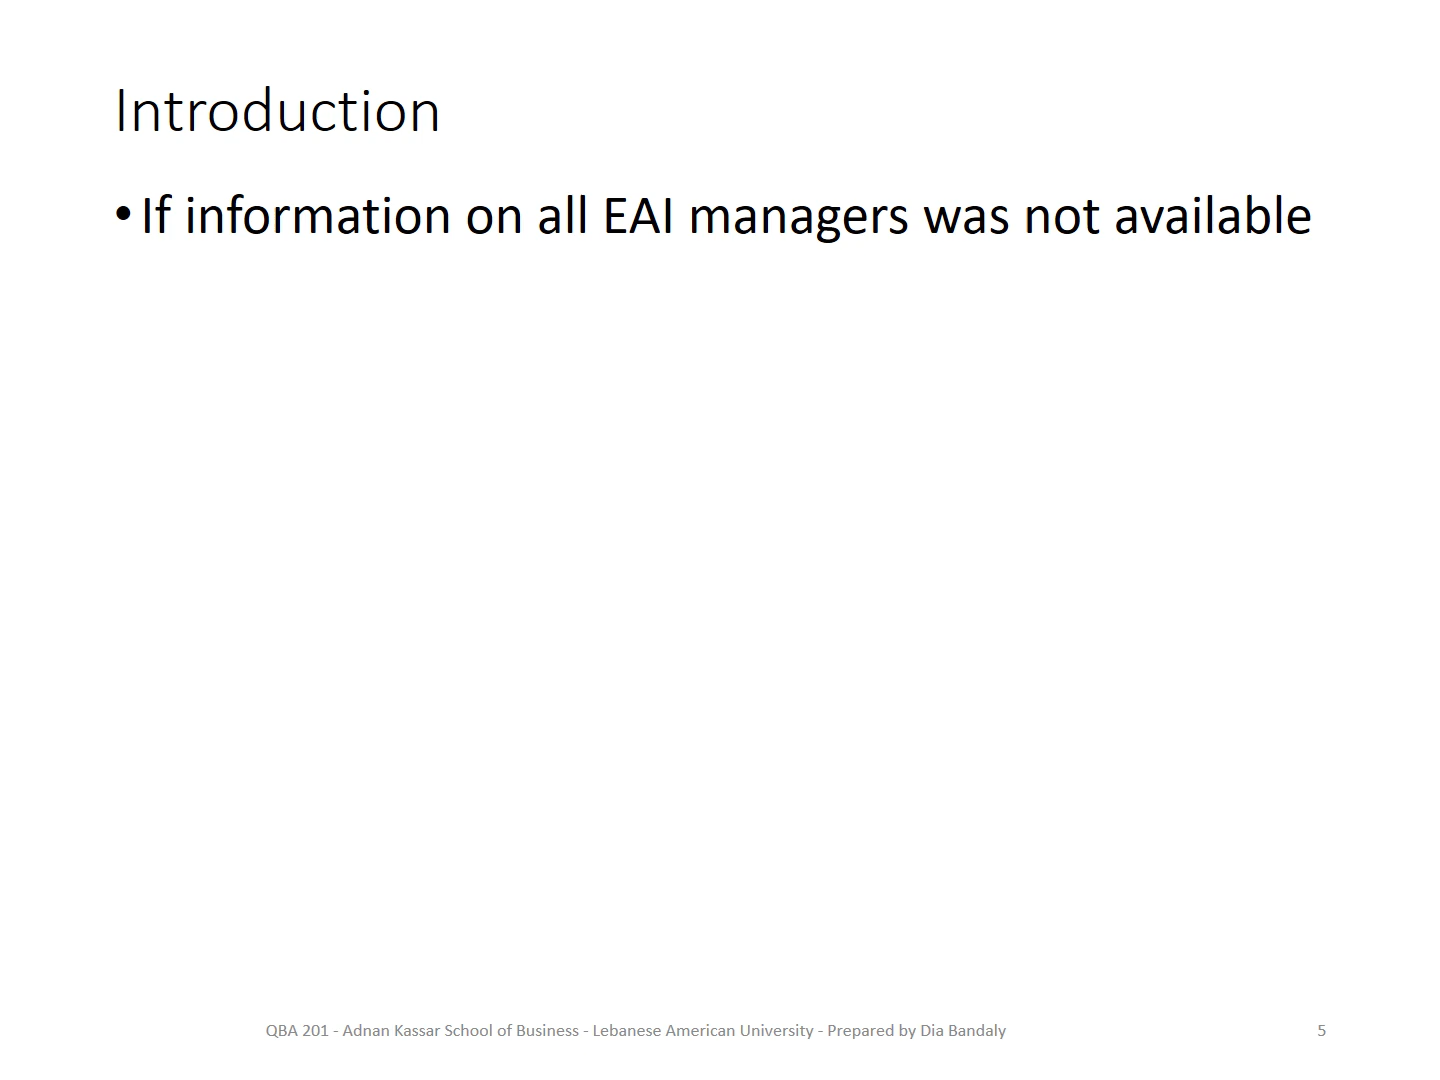 Introduction
• If information on all EAI managers was not available
QBA 201 - Adnan Kassar School of Business - Lebanese American University - Prepared by Dia Bandaly
5